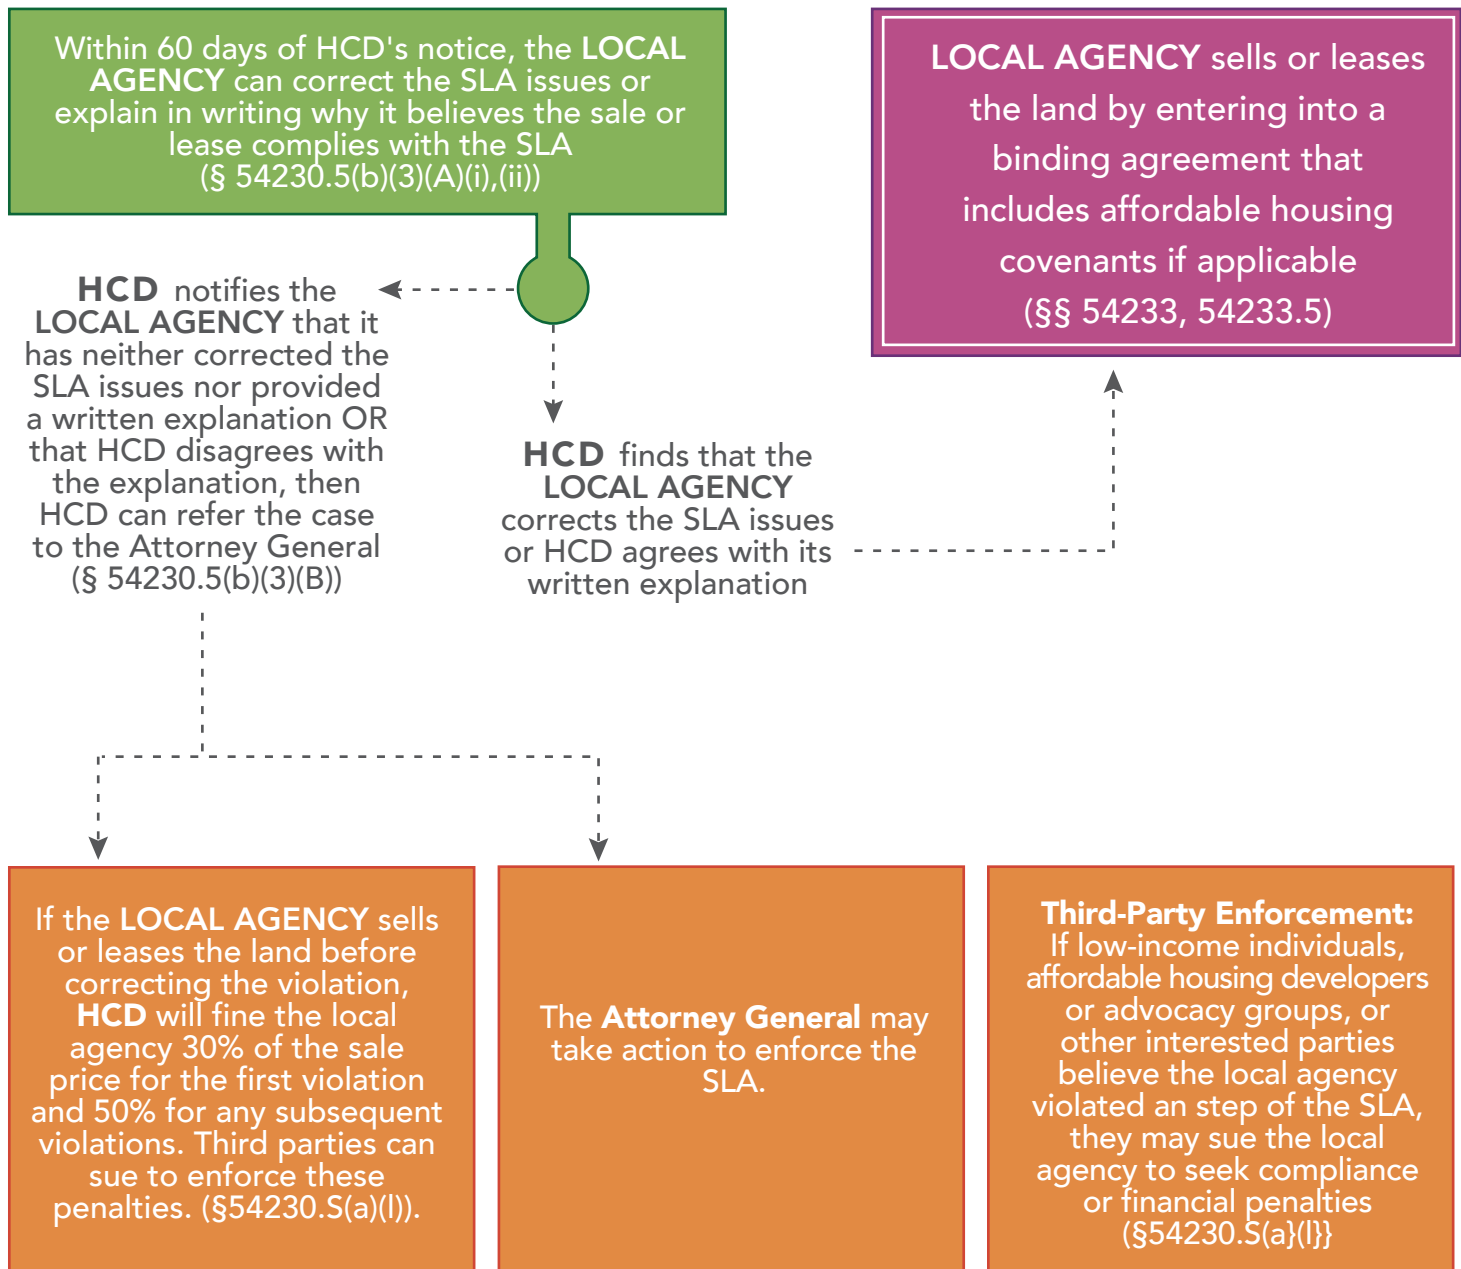 Within 60 days of HCD's notice, the LOCAL
AGENCY can correct the SLA issues or
explain in writing why it believes the sale or
lease complies with the SLA
(§ 54230.5(b)(3)(A)(i),(ii))
LOCAL AGENCY sells or leases
the land by entering into a
binding agreement that
includes affordable housing
covenants if applicable
(§§ 54233, 54233.5)
HCD notifies the
LOCAL AGENCY that it
has neither corrected the
SLA issues nor provided
a written explanation OR
that HCD disagrees with
the explanation, then
HCD can refer the case
to the Attorney General
(§ 54230.5(b)(3)(B))
HCD finds that the
LOCAL AGENCY
corrects the SLA issues
or HCD agrees with its
written explanation
If the LOCAL AGENCY sells
or leases the land before
correcting the violation,
HCD will fine the local
agency 30% of the sale
price for the first violation
and 50% for any subsequent
violations. Third parties can
sue to enforce these
penalties. (§54230.S(a)(l)).
The Attorney General may
take action to enforce the
SLA.
Third-Party Enforcement:
If low-income individuals,
affordable housing developers
or advocacy groups, or
other interested parties
believe the local agency
violated an step of the SLA,
they may sue the local
agency to seek compliance
or financial penalties
(§54230.S(a}(l}}